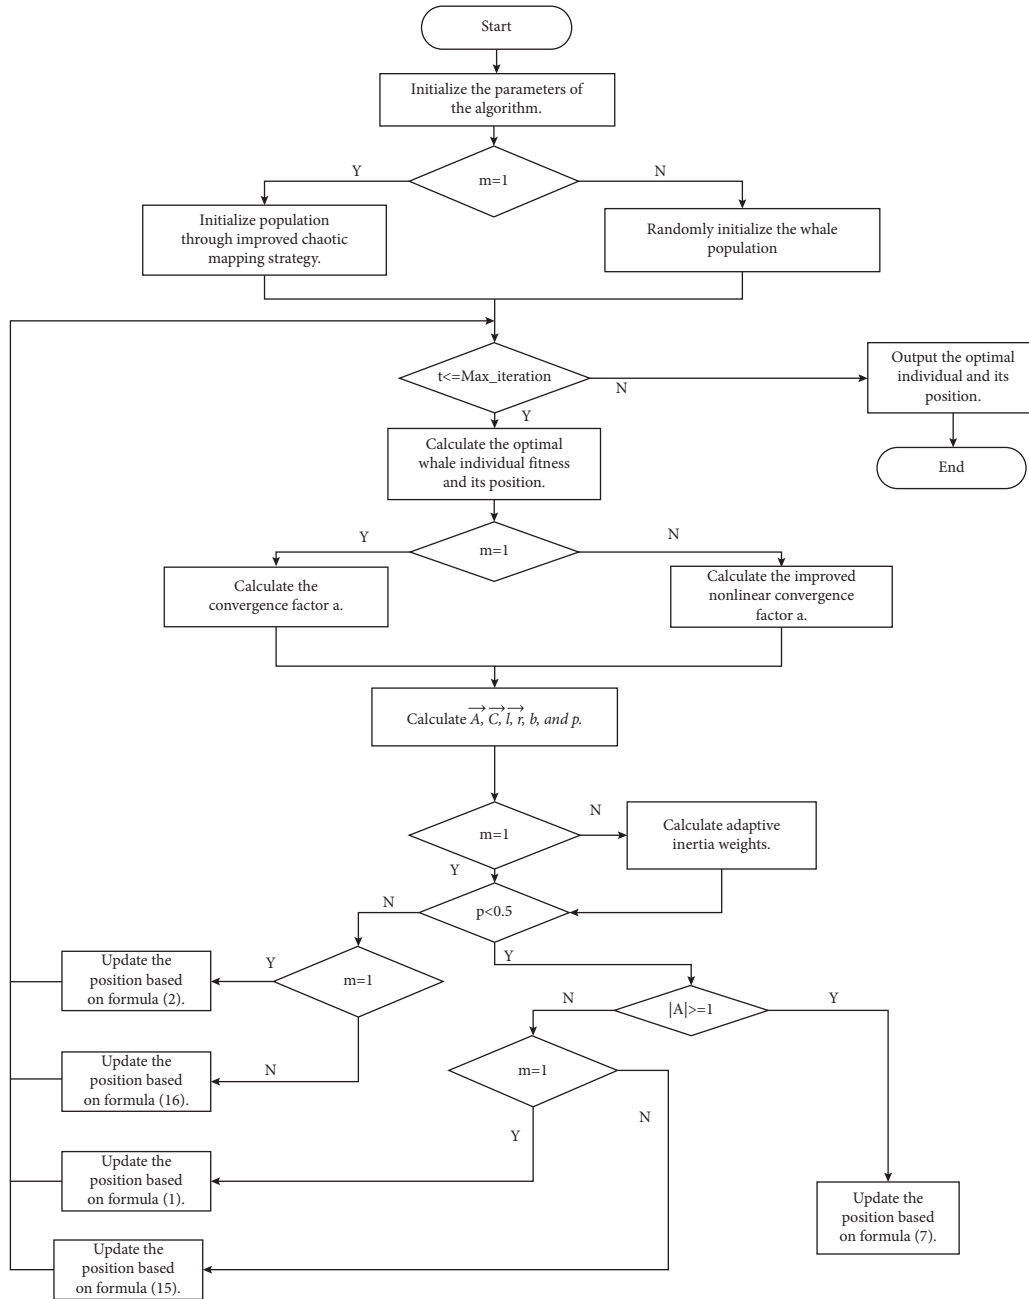 Start
Initialize the parameters of
the algorithm.
Y
m=1
N
Initialize population
through improved chaotic
mapping strategy.
Randomly initialize the whale
population
t<=Max_iteration
N
Y
Output the optimal
individual and its
position.
End
Calculate the optimal
whale individual fitness
and its position.
Y
m=1
N
Calculate the
convergence factor a.
Calculate the improved
nonlinear convergence
factor a.
Calculate A, C, l, r, b, and p.
m=1
N
Y
Calculate adaptive
inertia weights.
p<0.5
N
Y
m=1
Y
N
Update the
position based
on formula (2).
|A|>=1
N
Y
Update the
position based
on formula (16).
m=1
Y
N
Update the
position based
on formula (1).
Update the
position based
on formula (7).
Update the
position based
on formula (15).